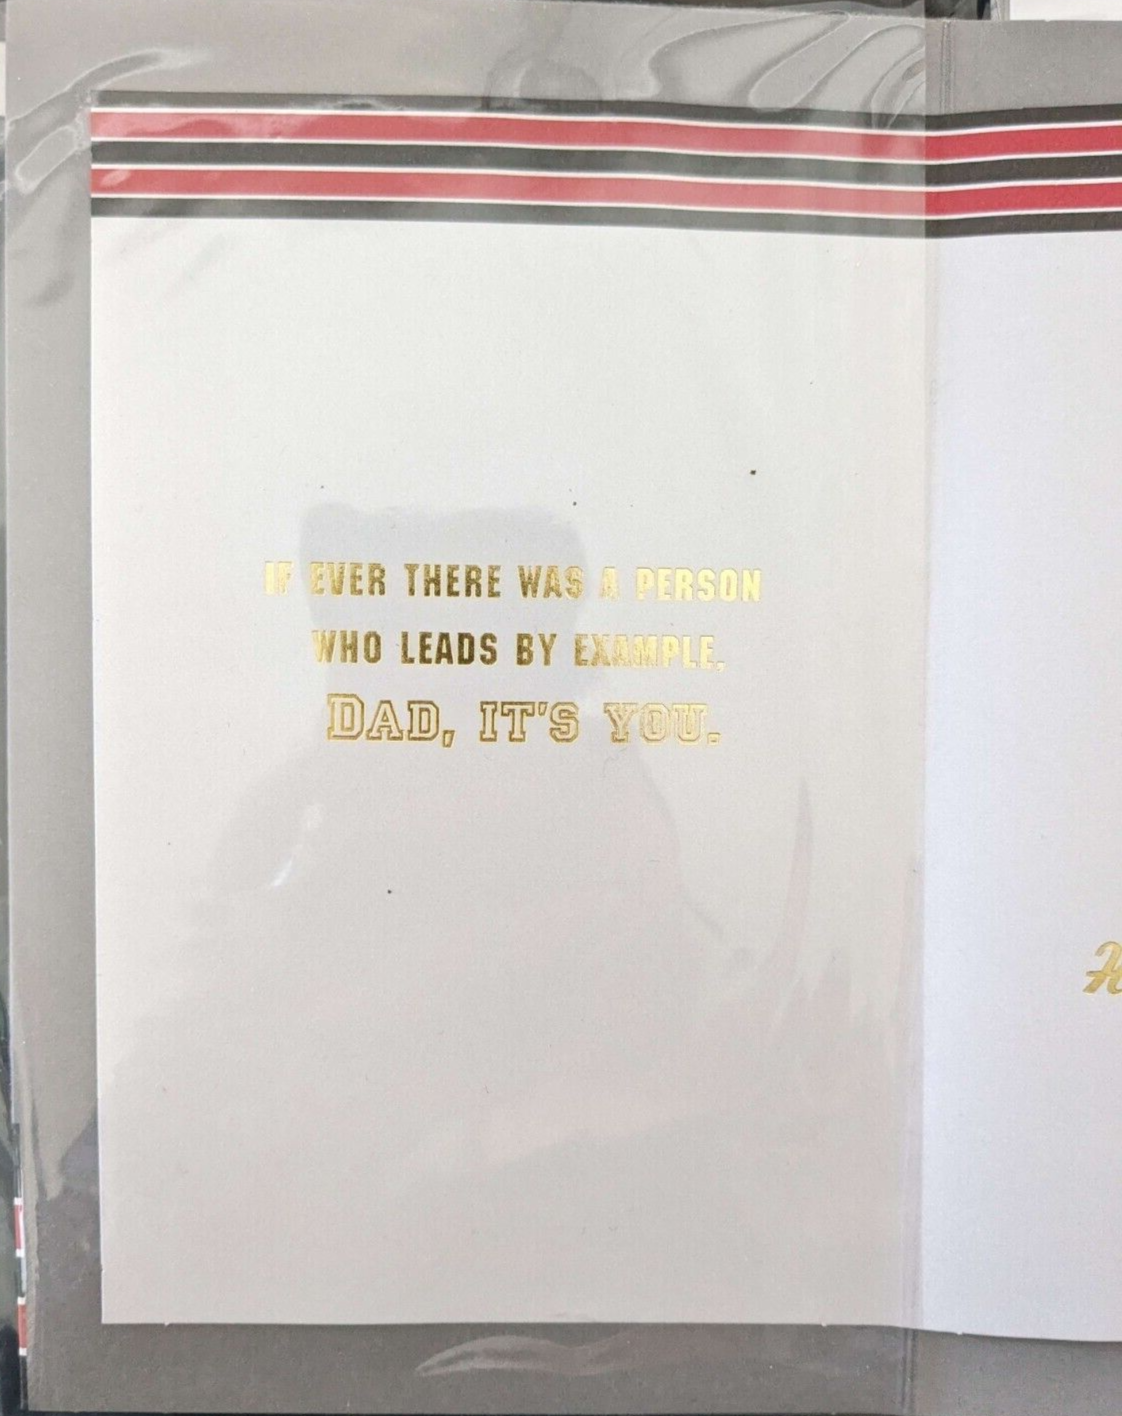 IF EVER THERE WAS A PERSON
WHO LEADS BY EXAMPLE,
DAD, IT'S YOU.
H